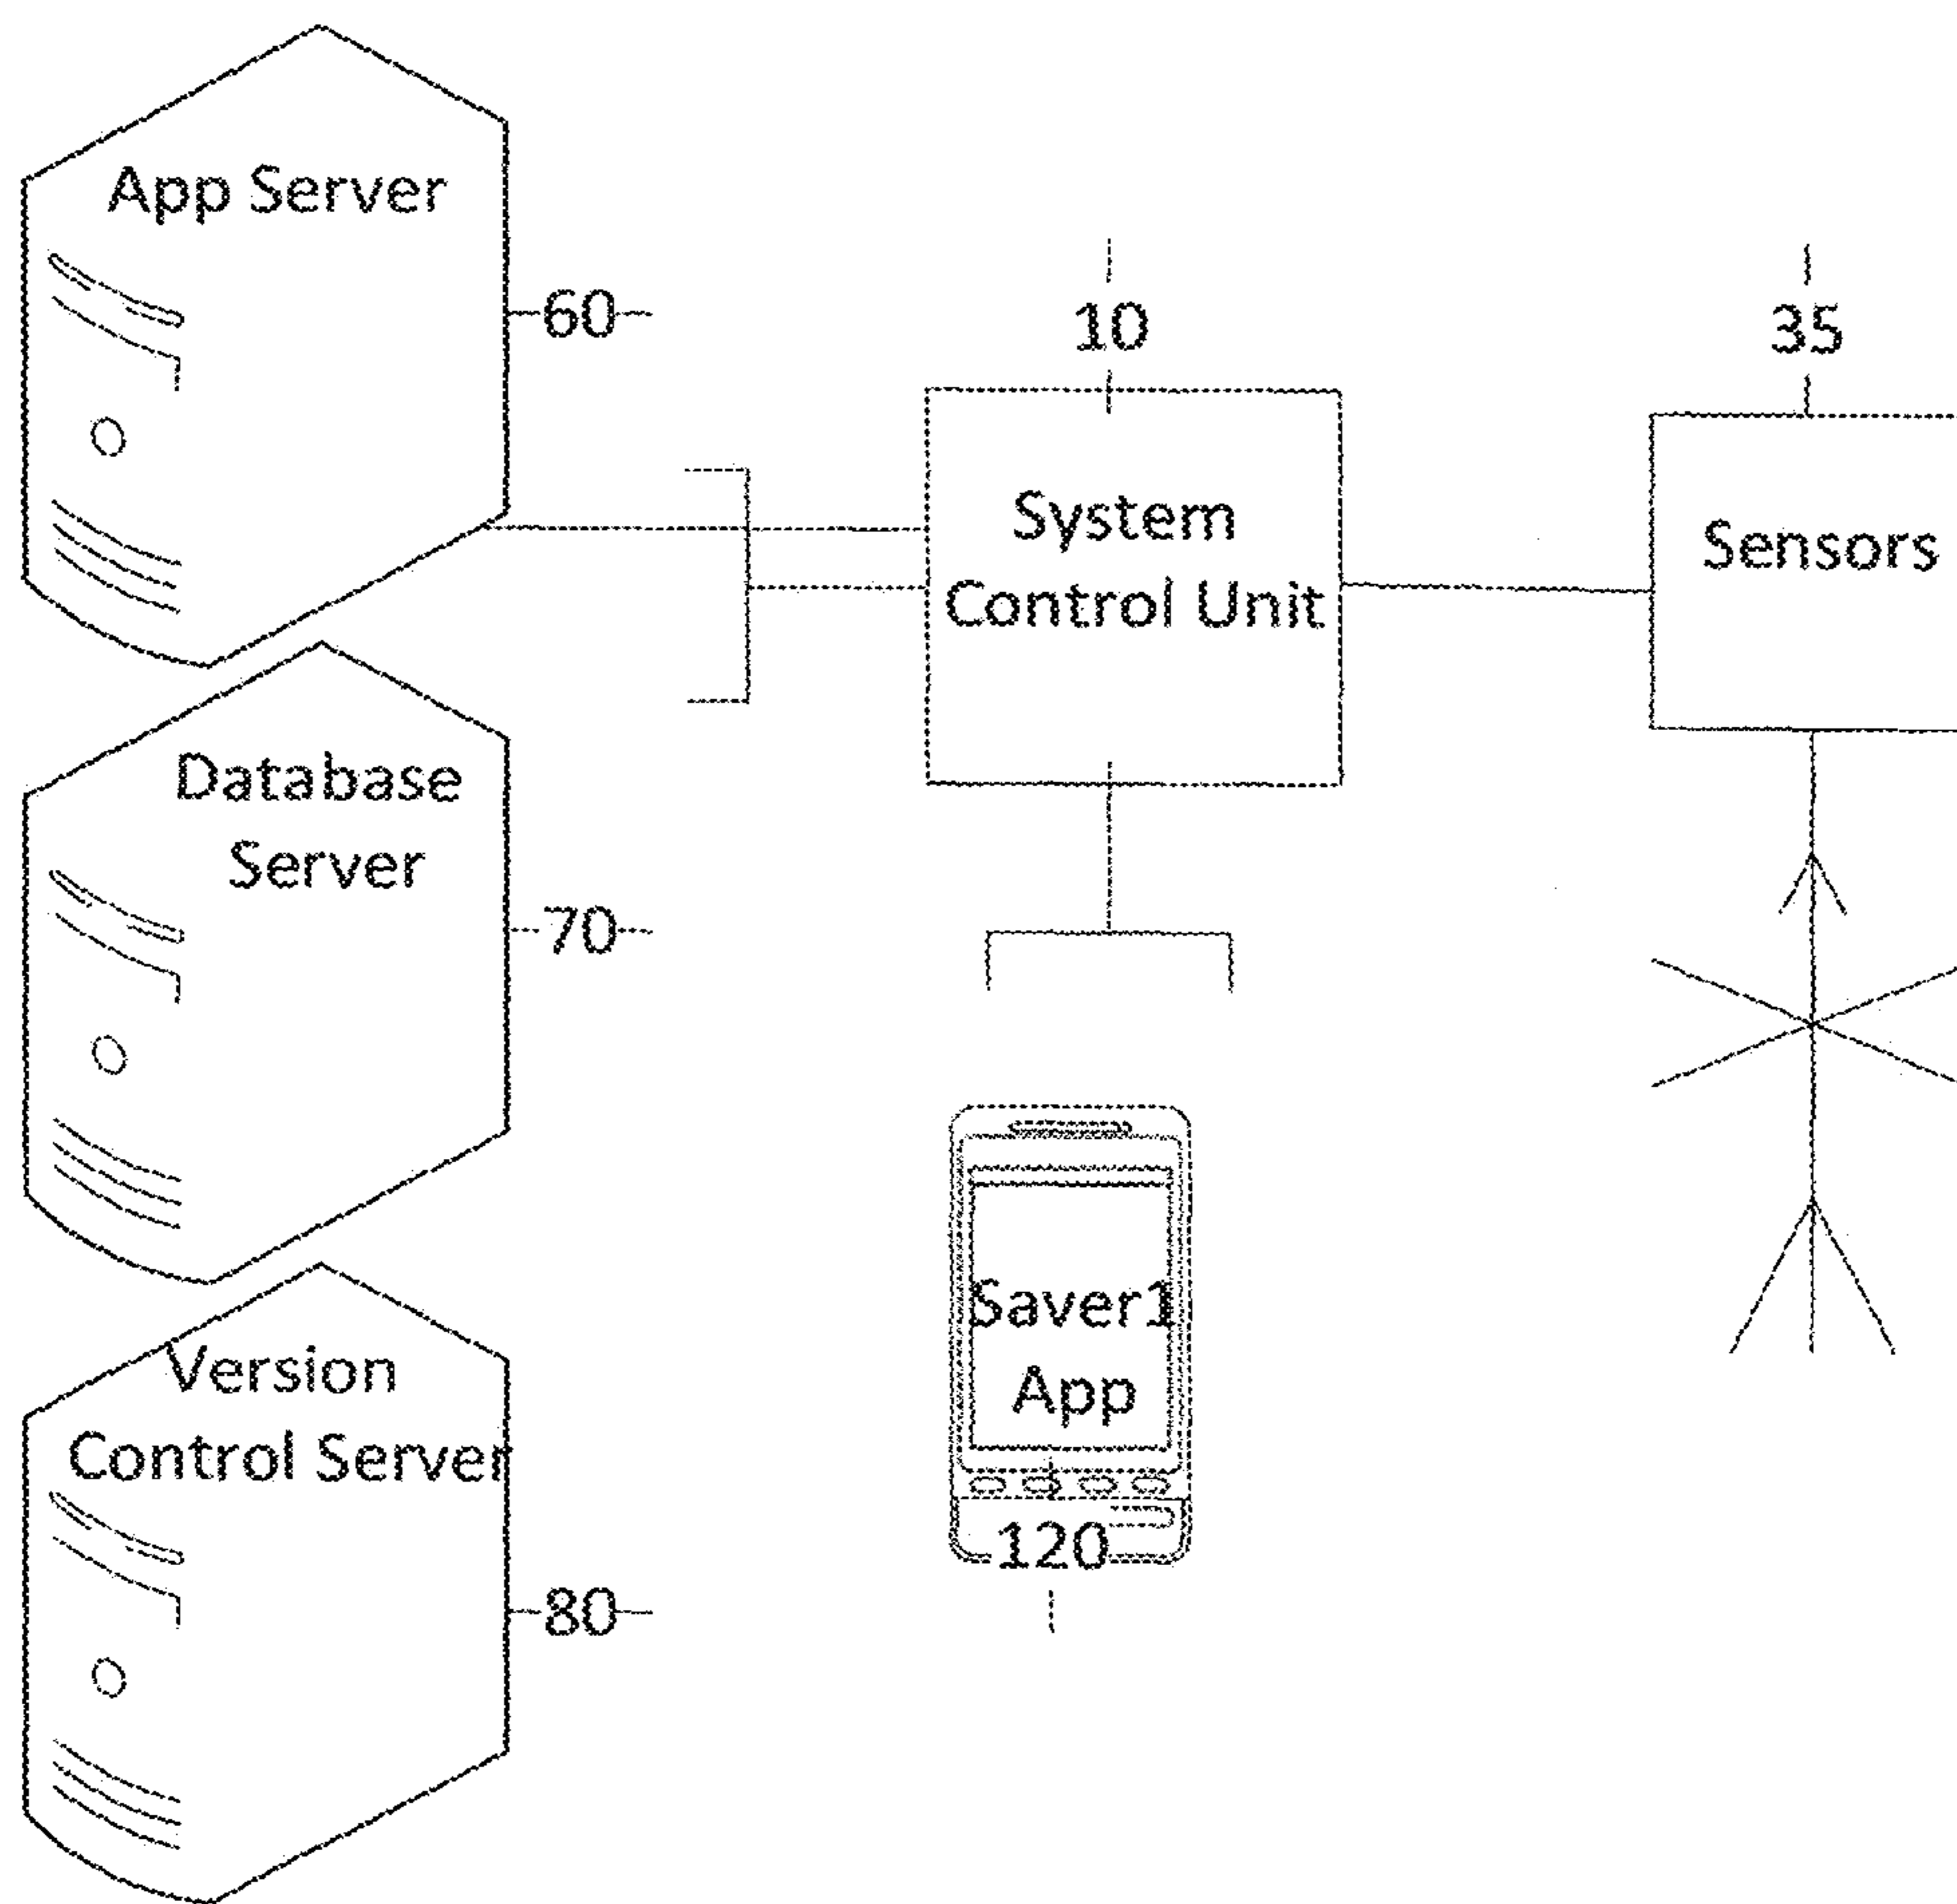 App Server
60
10
35
System
Control Unit
Sensors
Database
Server
70
Saver1
App
Version
Control Server
120
80